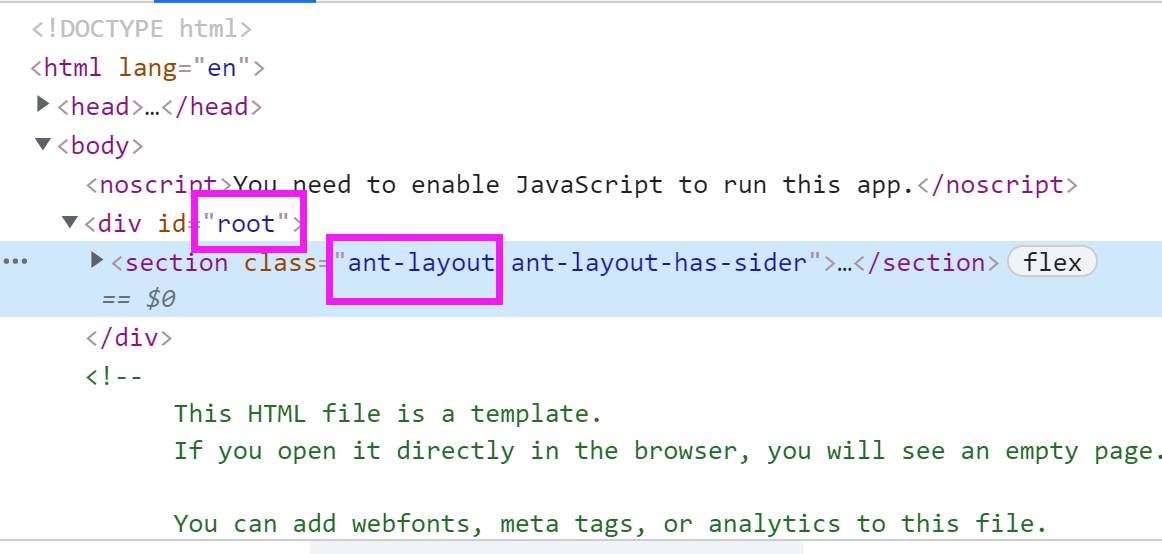 <!DOCTYPE html>
<html lang="en">
<head>…</head>
<body>
<noscript>You need to enable JavaScript to run this app.</noscript>
<div id="root">
<section class="ant-layout ant-layout-has-sider">…</section> flex
== $0
</div>
<!--
This HTML file is a template.
If you open it directly in the browser, you will see an empty page.
You can add webfonts, meta tags, or analytics to this file.